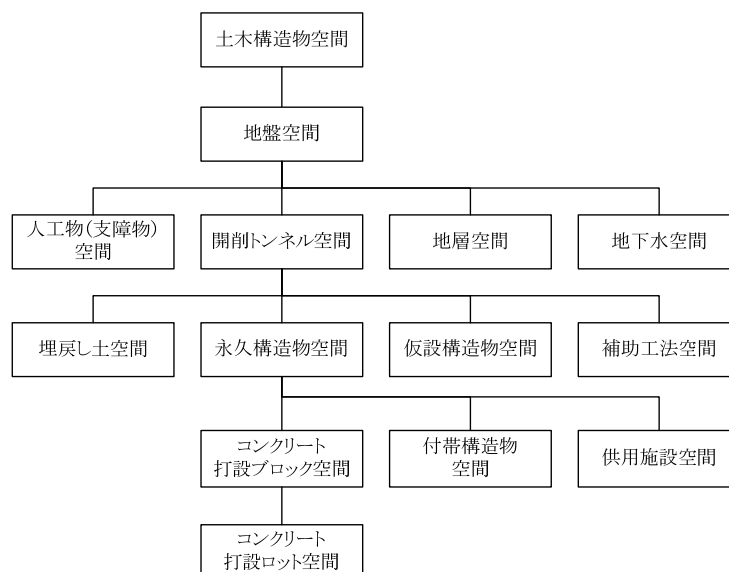 土木構造物空間
地盤空間
人工物(支障物)
空間
開削トンネル空間
地層空間
地下水空間
埋戻し土空間
永久構造物空間
仮設構造物空間
補助工法空間
コンクリート
打設ブロック空間
付帯構造物
空間
供用施設空間
コンクリート
打設ロット空間